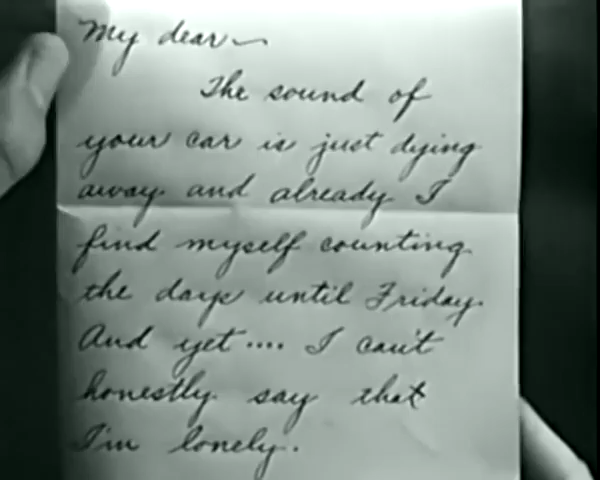 My dear—
The sound of
your car is just dying
away and already I
find myself counting
the days until Friday.
And yet.... I can't
honestly say that
I'm lonely.